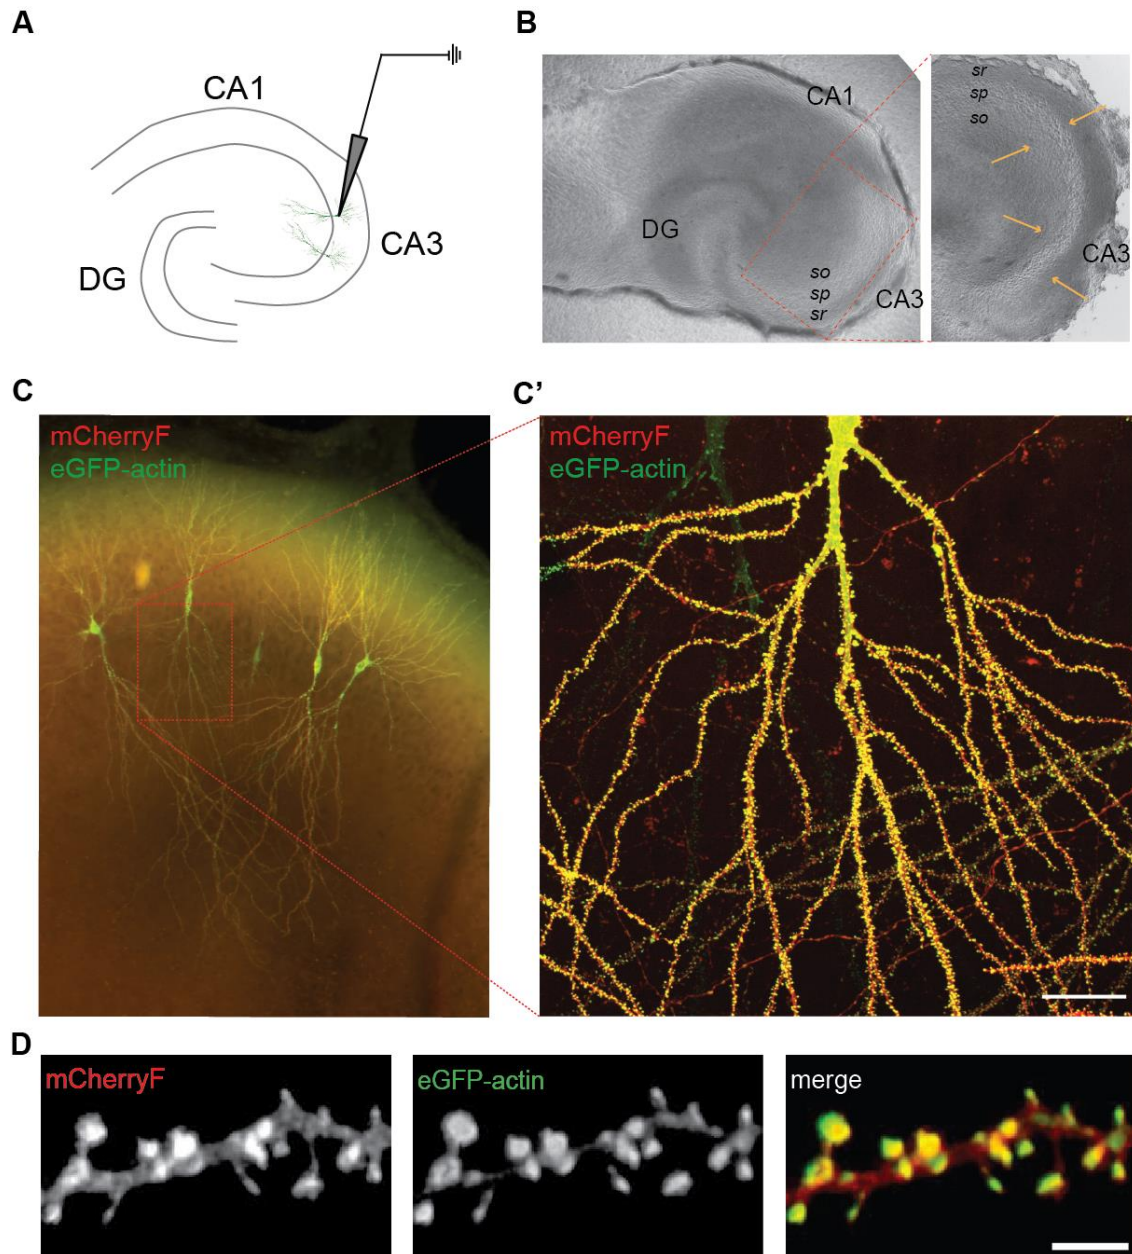 A
CA1
CA3
DG
B
CA1
DG
so
sp
sr
CA3
sr
sp
so
CA3
C
mCherryF
eGFP-actin
C'
mCherryF
eGFP-actin
D
mCherryF
eGFP-actin
merge